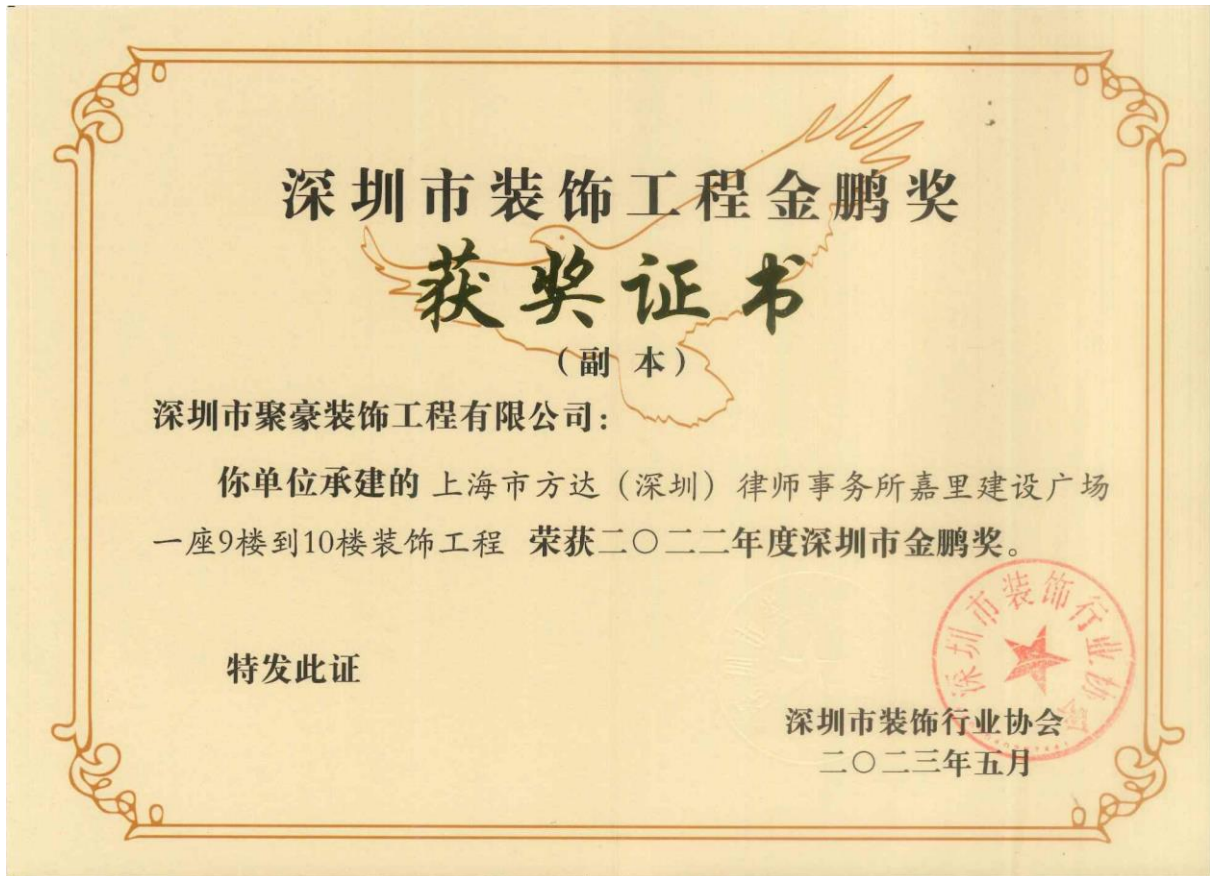 深圳市装饰工程金鹏奖
获奖证书
（副本）
深圳市聚豪装饰工程有限公司：
你单位承建的 上海市方达（深圳）律师事务所嘉里建设广场
一座9楼到10楼装饰工程 荣获二〇二二年度深圳市金鹏奖。
特发此证
深圳市装饰行业协会
深圳市装饰行业协会
二〇二三年五月